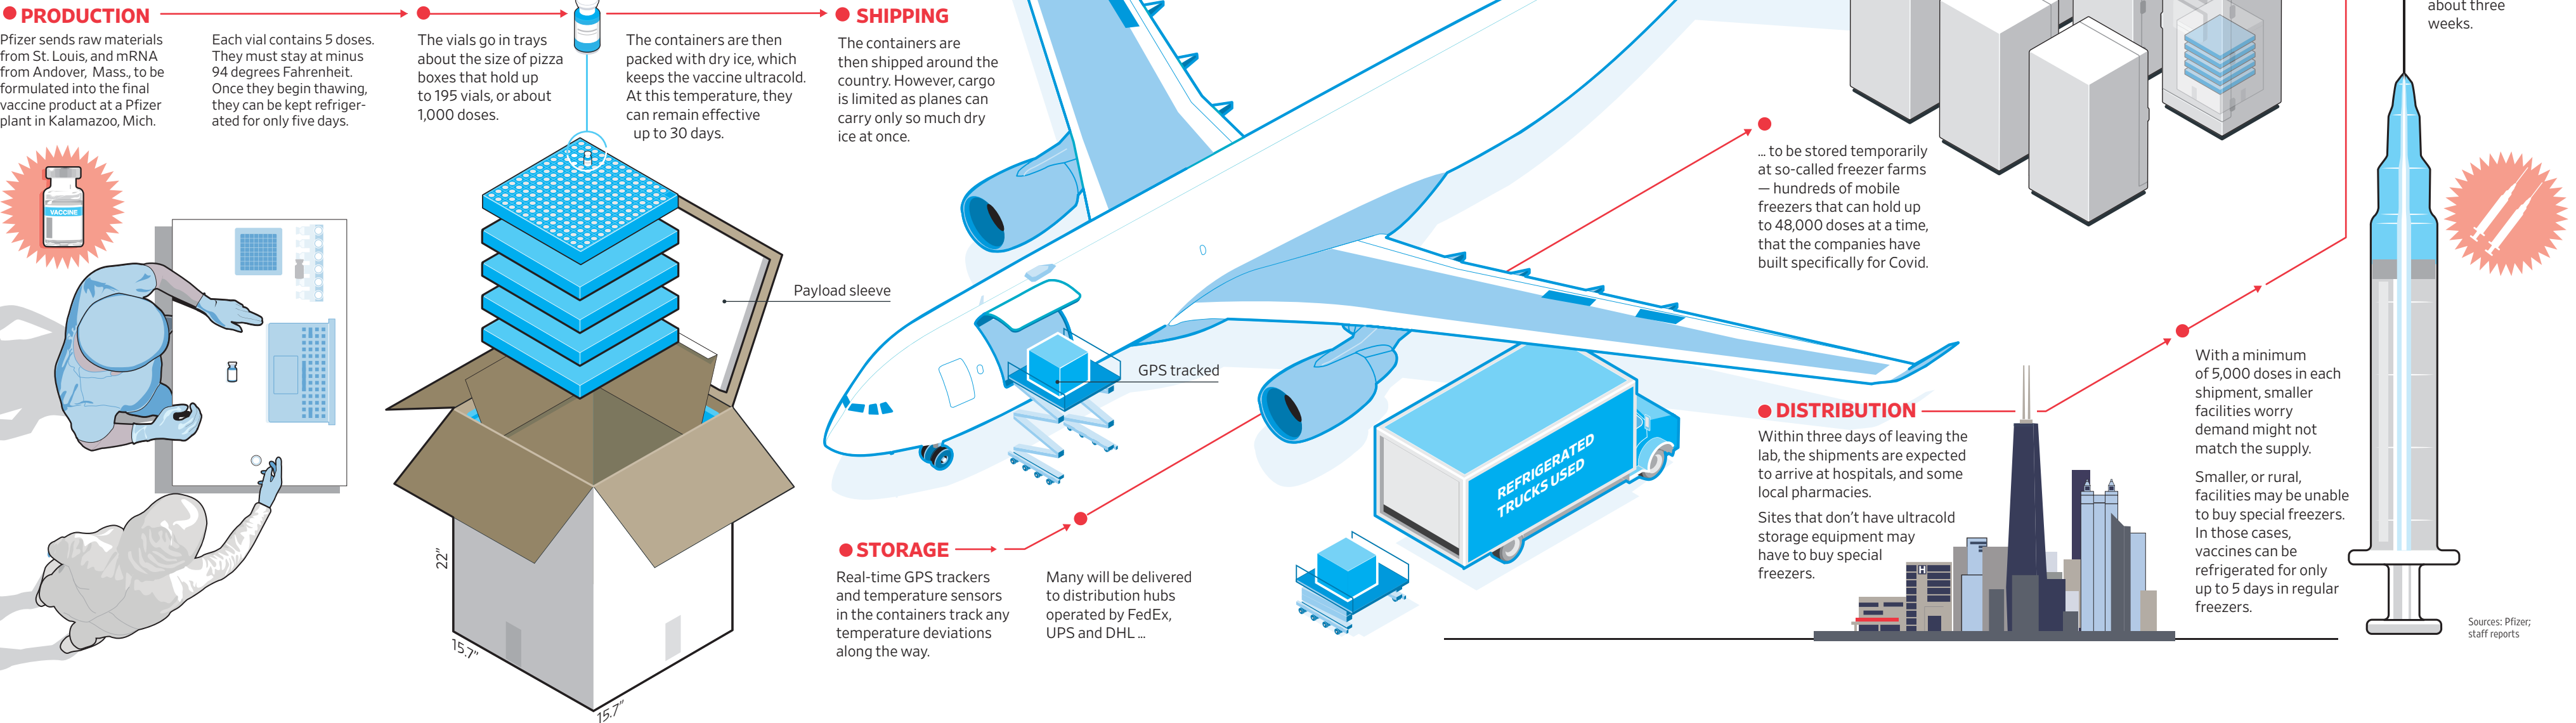 PRODUCTION
Pfizer sends raw materials
from St. Louis, and mRNA
from Andover, Mass., to be
formulated into the final
vaccine product at a Pfizer
plant in Kalamazoo, Mich.
Each vial contains 5 doses.
They must stay at minus
94 degrees Fahrenheit.
Once they begin thawing,
they can be kept refriger-
ated for only five days.
The vials go in trays
about the size of pizza
boxes that hold up
to 195 vials, or about
1,000 doses.
The containers are then
packed with dry ice, which
keeps the vaccine ultracold.
At this temperature, they
can remain effective
up to 30 days.
VACCINE
Payload sleeve
22"
15.7"
15.7"
SHIPPING
The containers are
then shipped around the
country. However, cargo
is limited as planes can
carry only so much dry
ice at once.
GPS tracked
STORAGE
Real-time GPS trackers
and temperature sensors
in the containers track any
temperature deviations
along the way.
Many will be delivered
to distribution hubs
operated by FedEx,
UPS and DHL ...
REFRIGERATED
TRUCKS USED
... to be stored temporarily
at so-called freezer farms
— hundreds of mobile
freezers that can hold up
to 48,000 doses at a time,
that the companies have
built specifically for Covid.
DISTRIBUTION
Within three days of leaving the
lab, the shipments are expected
to arrive at hospitals, and some
local pharmacies.
Sites that don't have ultracold
storage equipment may
have to buy special
freezers.
H
With a minimum
of 5,000 doses in each
shipment, smaller
facilities worry
demand might not
match the supply.
Smaller, or rural,
facilities may be unable
to buy special freezers.
In those cases,
vaccines can be
refrigerated for only
up to 5 days in regular
freezers.
about three
weeks.
Sources: Pfizer;
staff reports